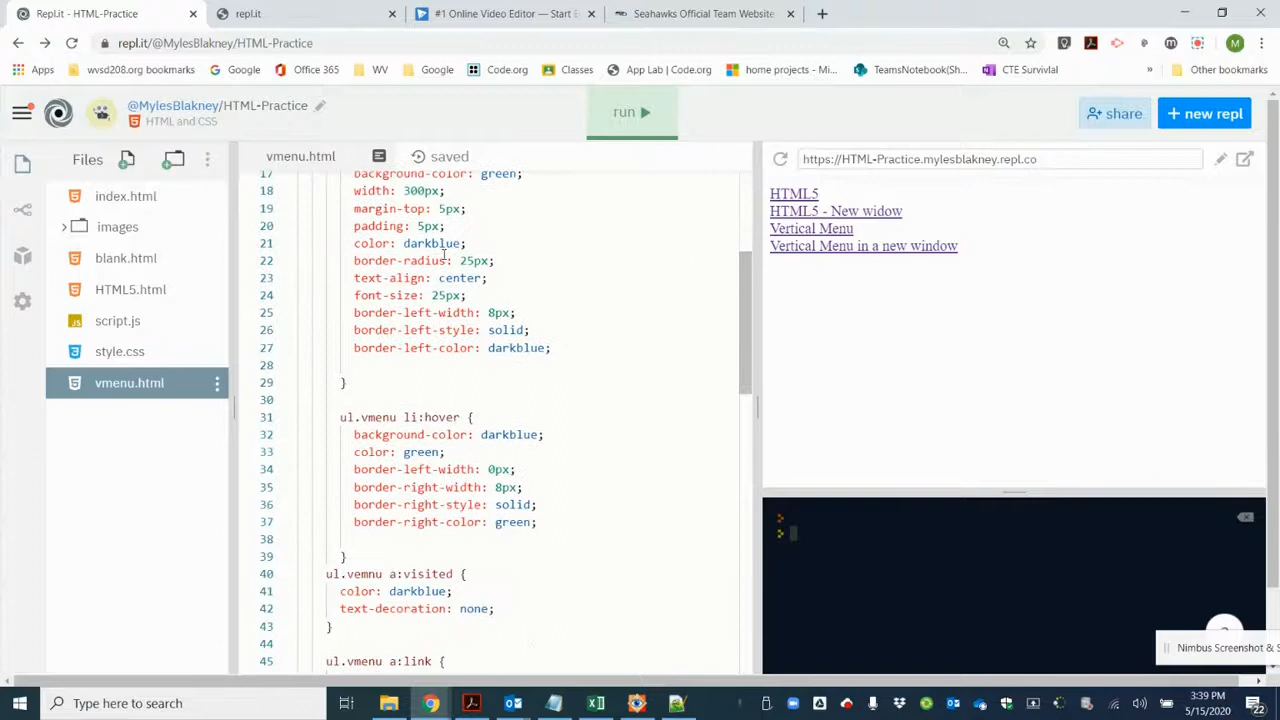 Repl.it - HTML-Practice
repl.it
#1 Online Video Editor — Start E
Seahawks Official Team Website
repl.it/@MylesBlakney/HTML-Practice
M
Apps
wvsd208.org bookmarks
Google
Office 365
WV
Google
Code.org
Classes
App Lab | Code.org
home projects - Mi...
TeamsNotebook(Sh...
CTE Survivlal
Other bookmarks
@MylesBlakney/HTML-Practice
HTML and CSS
run
share
+ new repl
Files
vmenu.html
saved
https://HTML-Practice.mylesblakney.repl.co
index.html
images
blank.html
HTML5.html
script.js
style.css
vmenu.html
17 background-color: green;
18 width: 300px;
19 margin-top: 5px;
20 padding: 5px;
21 color: darkblue;
22 border-radius: 25px;
23 text-align: center;
24 font-size: 25px;
25 border-left-width: 8px;
26 border-left-style: solid;
27 border-left-color: darkblue;
28
29 }
30
31 ul.vmenu li:hover {
32 background-color: darkblue;
33 color: green;
34 border-left-width: 0px;
35 border-right-width: 8px;
36 border-right-style: solid;
37 border-right-color: green;
38
39 }
40 ul.vemnu a:visited {
41 color: darkblue;
42 text-decoration: none;
43 }
44
45 ul.vmenu a:link {
HTML5
HTML5 - New widow
Vertical Menu
Vertical Menu in a new window
Nimbus Screenshot & S
Type here to search
3:39 PM
5/15/2020
22